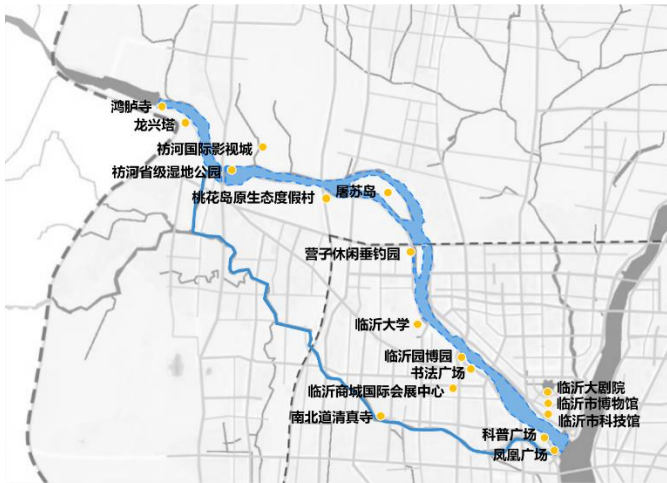 鸿胪寺
龙兴塔
祊河国际影视城
祊河省级湿地公园
桃花岛原生态度假村
屠苏岛
营子休闲垂钓园
临沂大学
临沂园博园
书法广场
临沂商城国际会展中心
临沂大剧院
临沂市博物馆
临沂市科技馆
南北道清真寺
科普广场
凤凰广场